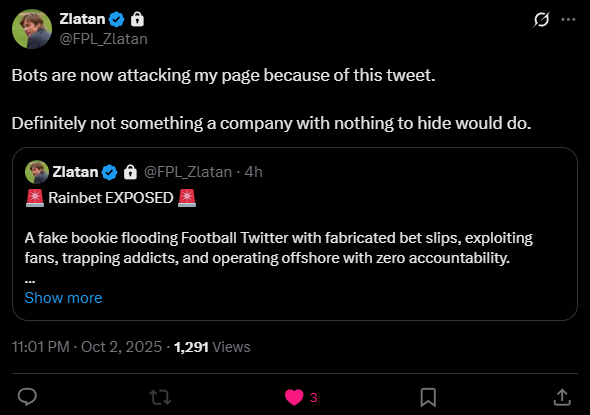 Zlatan
@FPL_Zlatan
Bots are now attacking my page because of this tweet.
Definitely not something a company with nothing to hide would do.
Zlatan @FPL_Zlatan · 4h
🚨 Rainbet EXPOSED 🚨
A fake bookie flooding Football Twitter with fabricated bet slips, exploiting
fans, trapping addicts, and operating offshore with zero accountability.
...
Show more
11:01 PM · Oct 2, 2025 · 1,291 Views
3